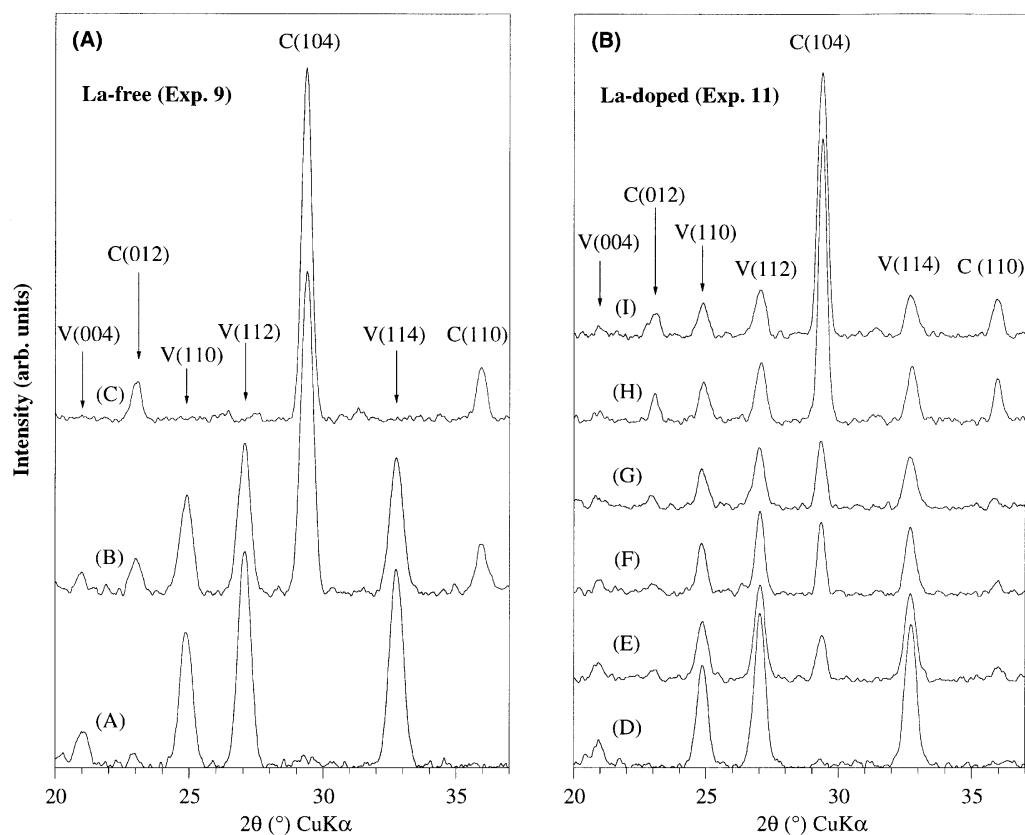 (A)
C(104)
La-free (Exp. 9)
C(012)
V(004)
V(110)
V(112)
V(114)
C(110)
(C)
(B)
(A)
Intensity (arb. units)
20 25 30 35
2θ (°) CuKα
(B)
C(104)
La-doped (Exp. 11)
C(012)
V(004)
V(110)
V(112)
V(114)
C (110)
(I)
(H)
(G)
(F)
(E)
(D)
20 25 30 35
2θ (°) CuKα